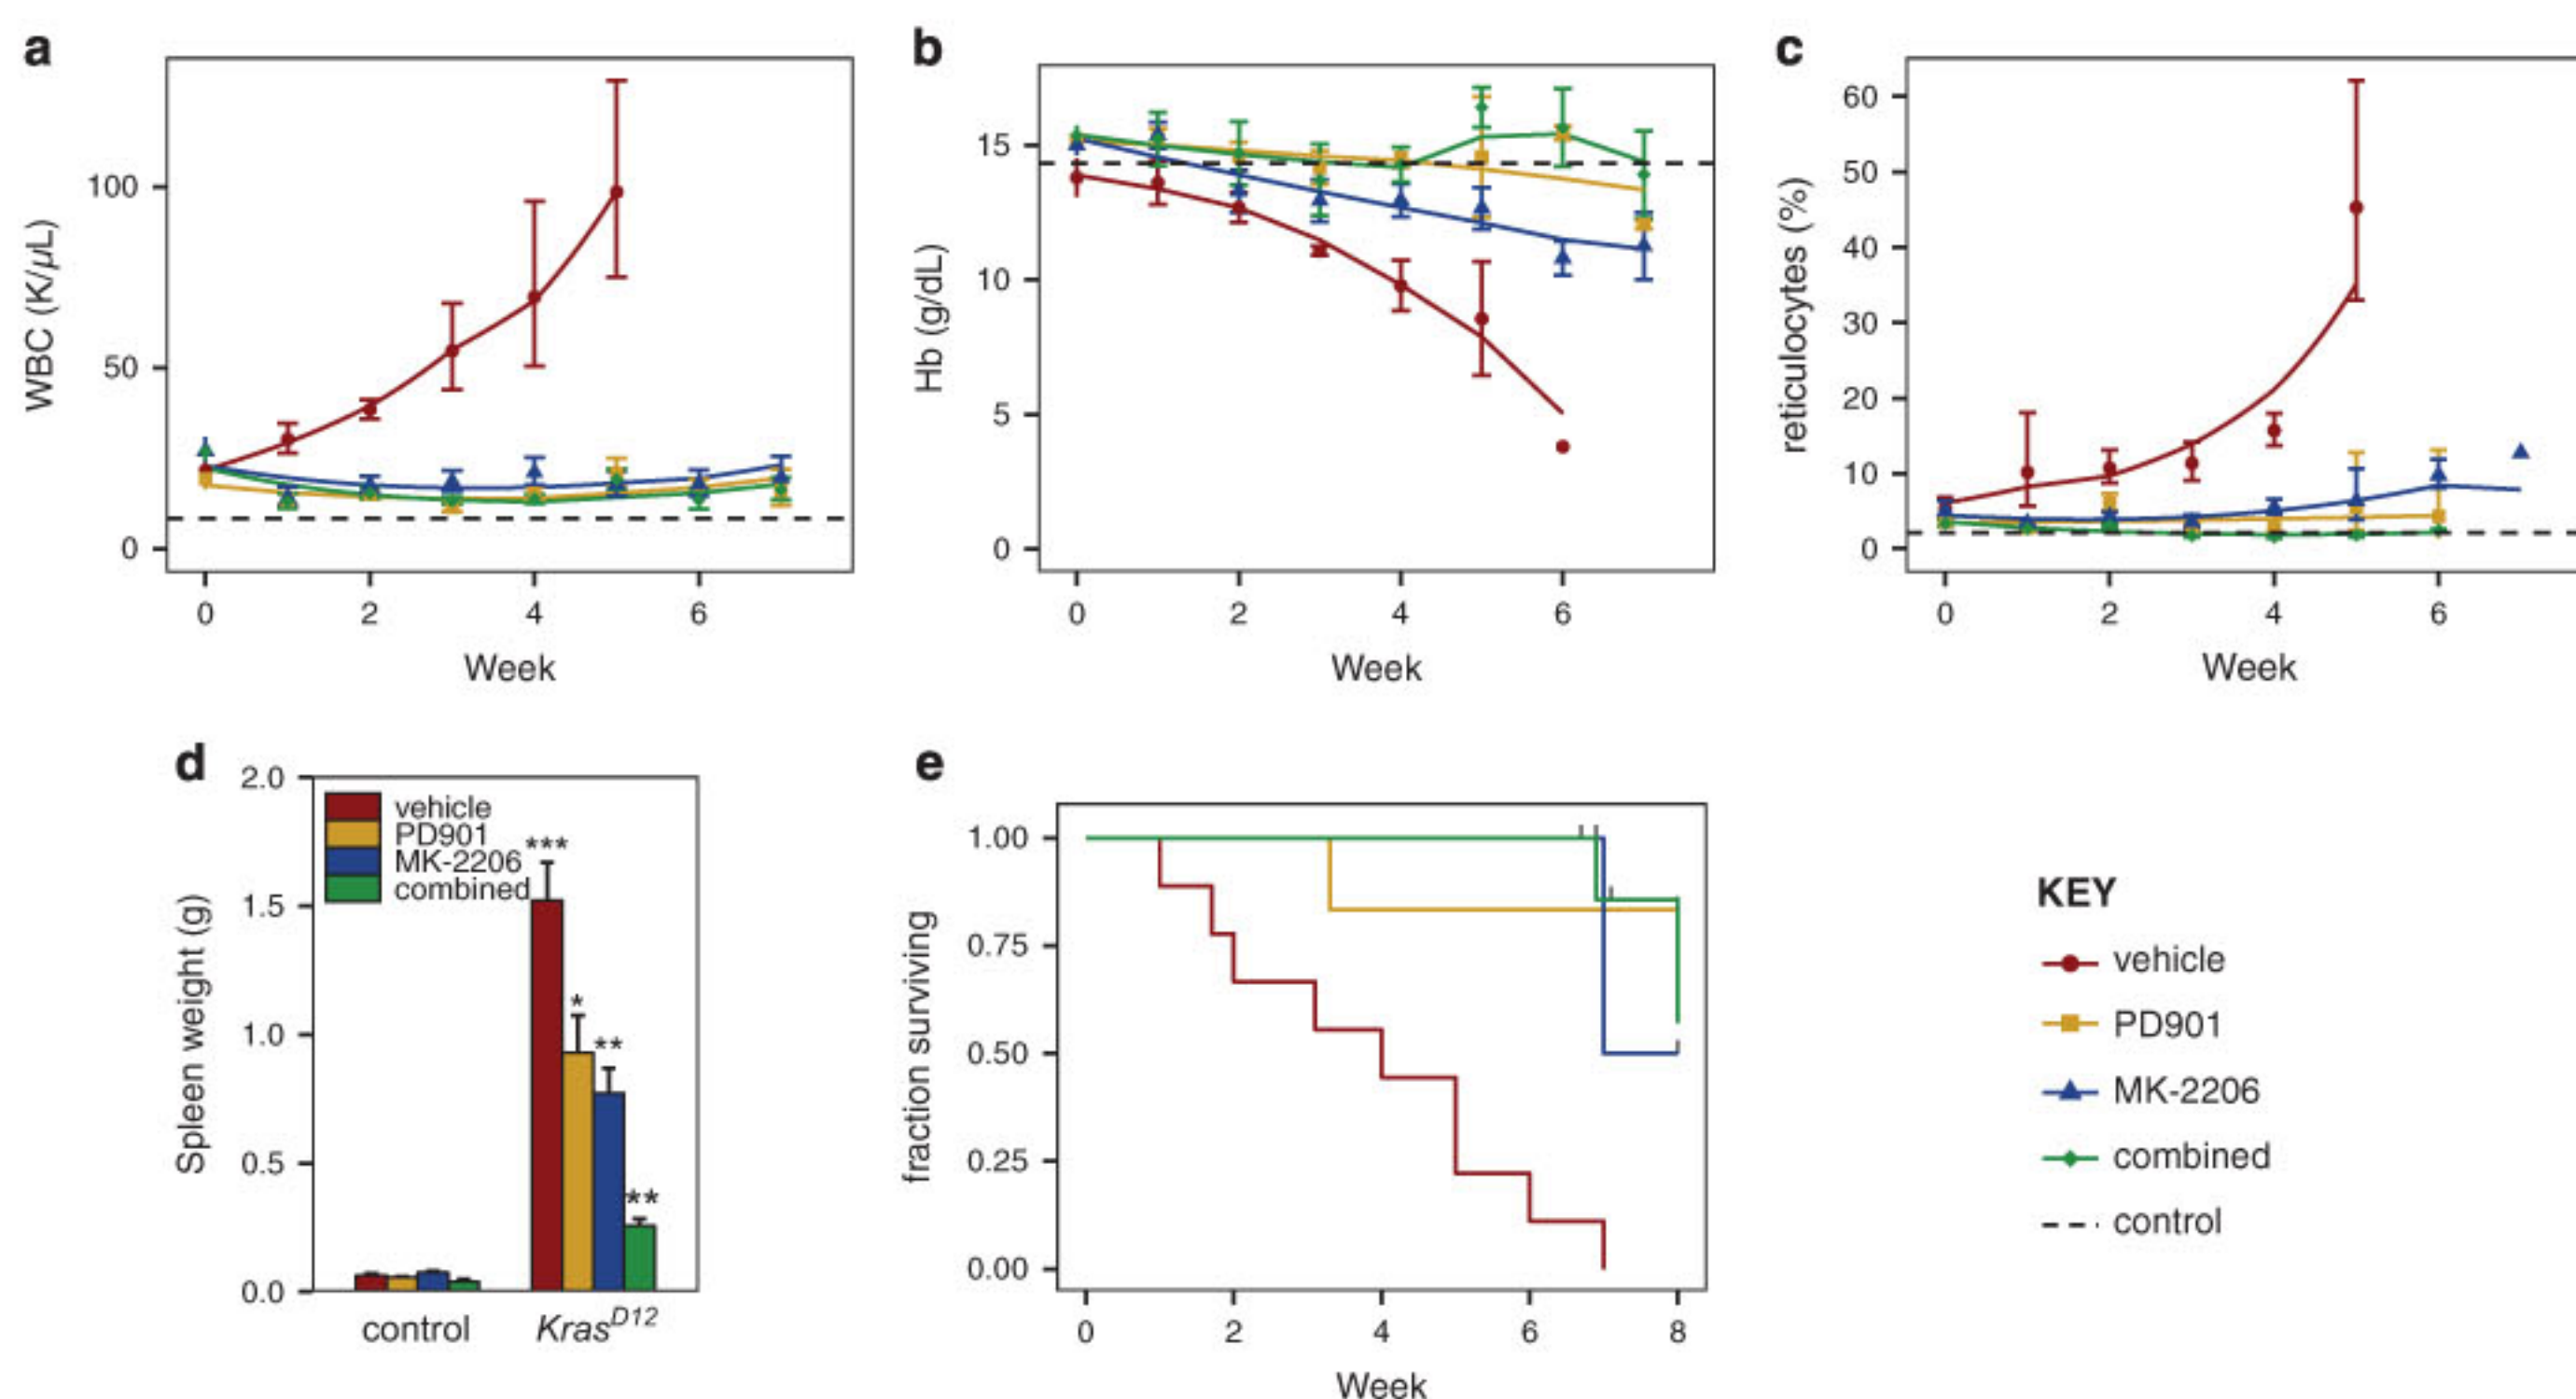 a
WBC (K/μL)
100
50
0
0 2 4 6
Week
b
Hb (g/dL)
15
10
5
0
0 2 4 6
Week
c
reticulocytes (%)
60
50
40
30
20
10
0
0 2 4 6
Week
d
Spleen weight (g)
2.0
1.5
1.0
0.5
0.0
vehicle
PD901
MK-2206
combined
***
*
**
**
control KrasD12
e
fraction surviving
1.00
0.75
0.50
0.25
0.00
0 2 4 6 8
Week
KEY
vehicle
PD901
MK-2206
combined
control